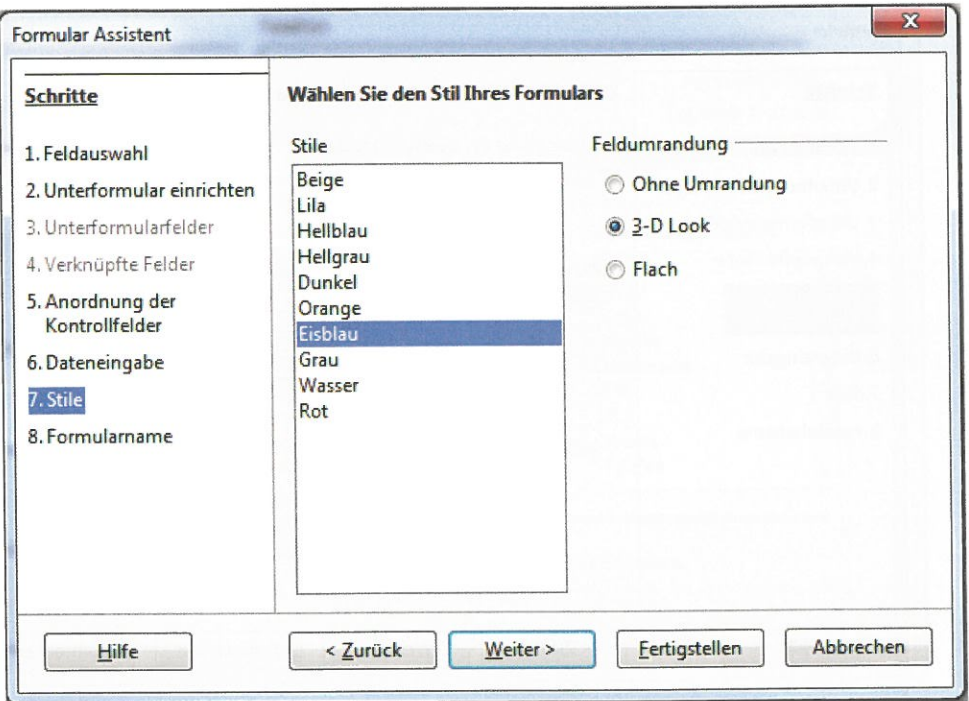 Formular Assistent
Schritte
1. Feldauswahl
2. Unterformular einrichten
3. Unterformularfelder
4. Verknüpfte Felder
5. Anordnung der
Kontrollfelder
6. Dateneingabe
7. Stile
8. Formularname
Wählen Sie den Stil Ihres Formulars
Stile
Beige
Lila
Hellblau
Hellgrau
Dunkel
Orange
Eisblau
Grau
Wasser
Rot
Feldumrandung
Ohne Umrandung
3-D Look
Flach
Hilfe
< Zurück
Weiter >
Fertigstellen
Abbrechen